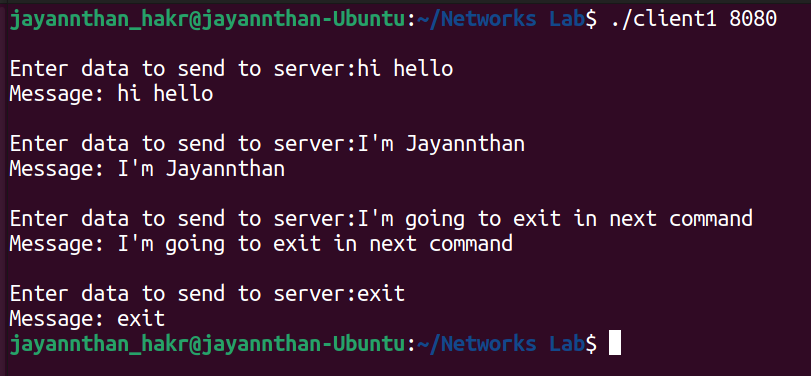 jayannthan_hakr@jayannthan-Ubuntu:~/Networks Lab$ ./client1 8080
Enter data to send to server:hi hello
Message: hi hello
Enter data to send to server:I'm Jayannthan
Message: I'm Jayannthan
Enter data to send to server:I'm going to exit in next command
Message: I'm going to exit in next command
Enter data to send to server:exit
Message: exit
jayannthan_hakr@jayannthan-Ubuntu:~/Networks Lab$